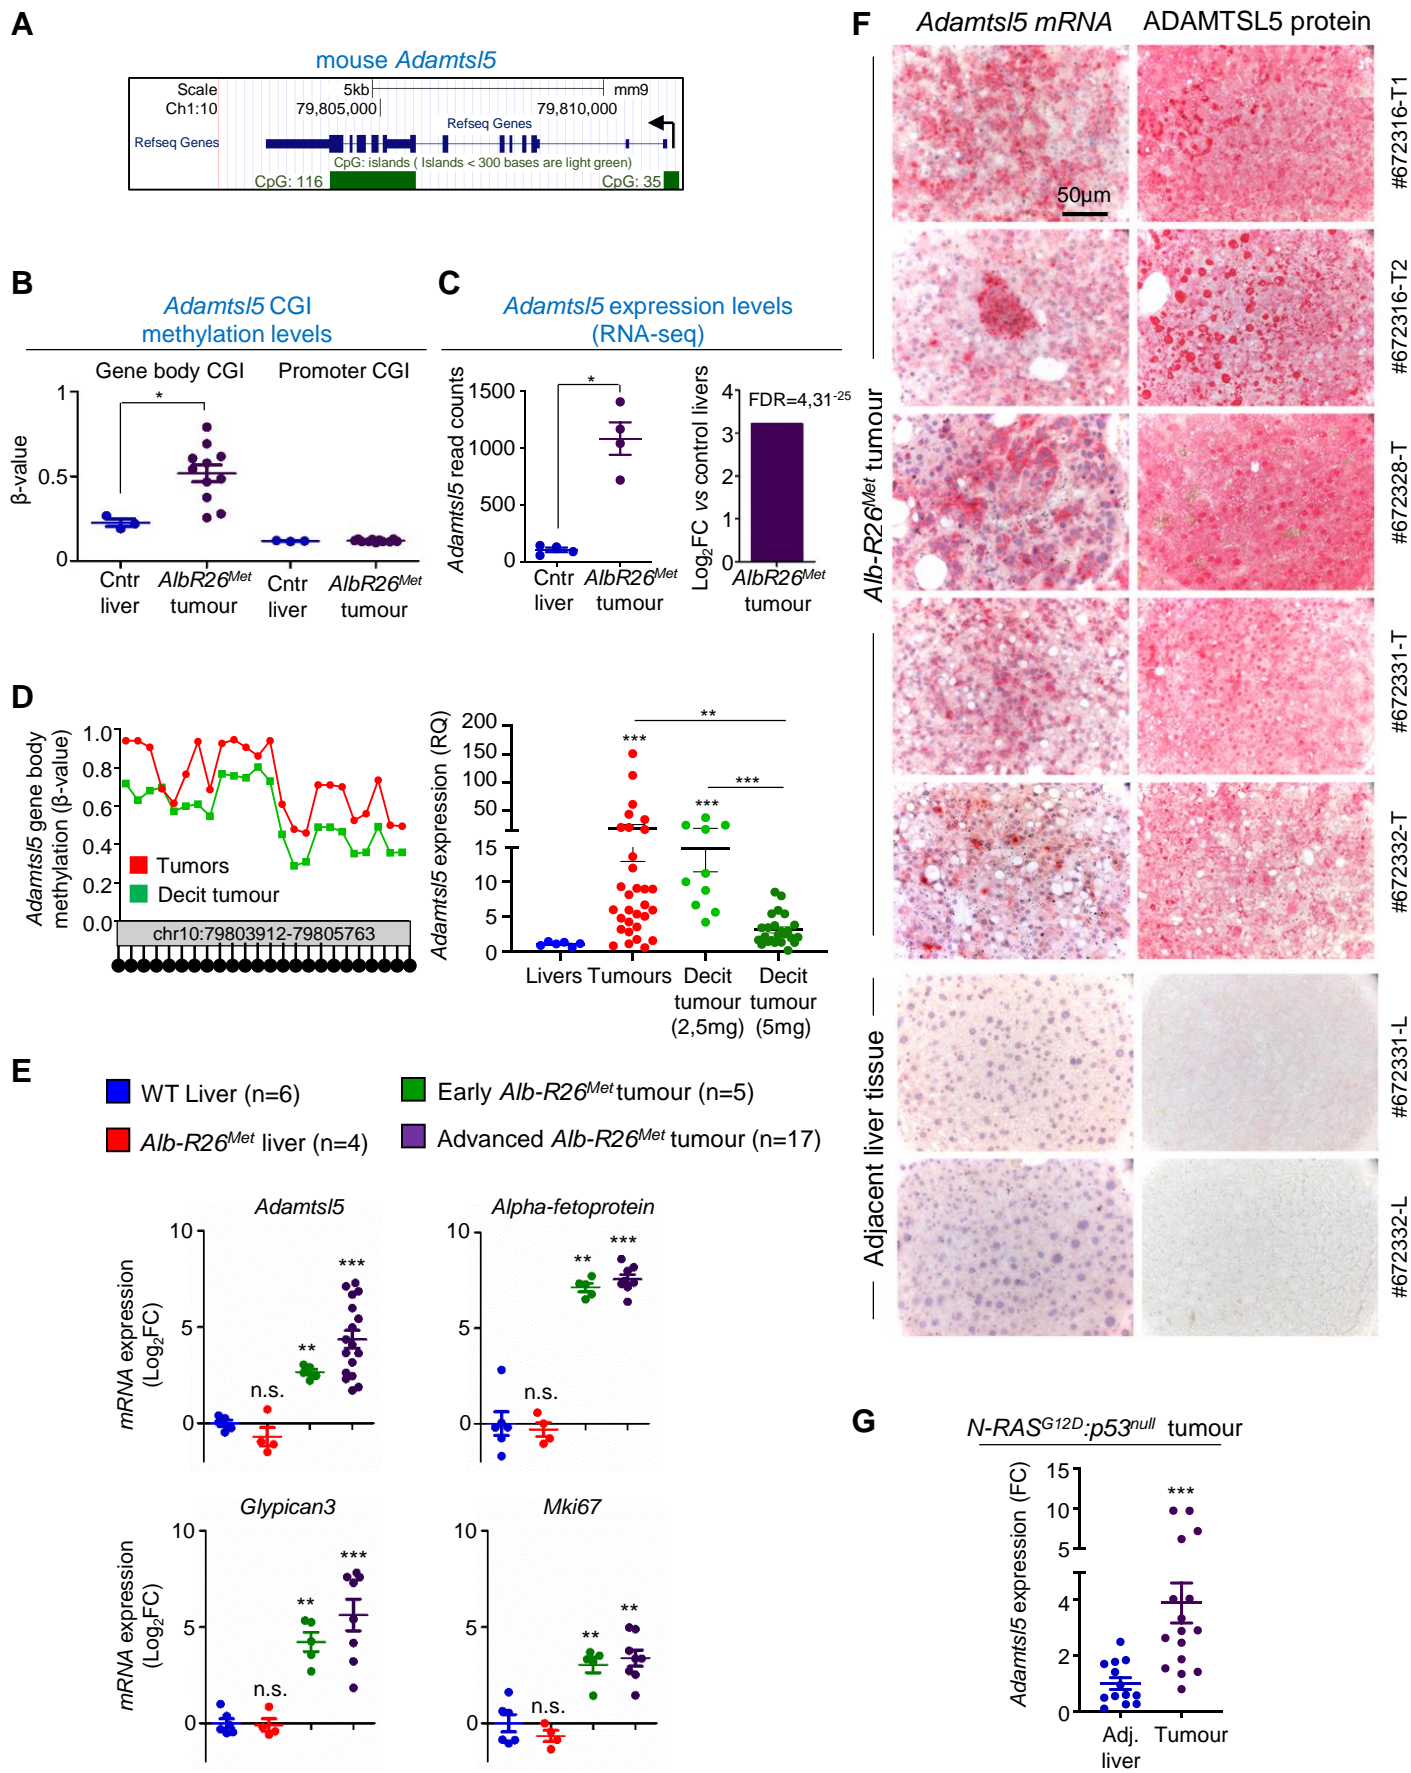 A
mouse Adamtsl5
Scale 5kb mm9
Ch1:10 79,805,000 79,810,000
Refseq Genes
Refseq Genes
CpG: islands ( Islands < 300 bases are light green)
CpG: 116 CpG: 35
B
Adamtsl5 CGI
methylation levels
Gene body CGI Promoter CGI
*
β-value
1
0.5
0
Cntr
liver
AlbR26Met
tumour
Cntr
liver
AlbR26Met
tumour
C
Adamtsl5 expression levels
(RNA-seq)
Adamtsl5 read counts
1500
1000
500
0
*
Cntr
liver
AlbR26Met
tumour
Log2FC vs control livers
4
3
2
1
0
FDR=4,31-25
AlbR26Met
tumour
D
Adamtsl5 gene body
methylation (β-value)
1.0
0.8
0.6
0.4
0.2
0.0
Tumors
Decit tumour
chr10:79803912-79805763
Adamtsl5 expression (RQ)
200
150
100
50
15
10
5
0
**
***
***
***
Livers
Tumours
Decit
tumour
(2,5mg)
Decit
tumour
(5mg)
E
WT Liver (n=6)
Early Alb-R26Met tumour (n=5)
Alb-R26Met liver (n=4)
Advanced Alb-R26Met tumour (n=17)
Adamtsl5
mRNA expression
(Log2FC)
10
5
0
n.s.
**
***
Alpha-fetoprotein
10
5
0
n.s.
**
***
Glypican3
mRNA expression
(Log2FC)
10
5
0
n.s.
**
***
Mki67
10
5
0
n.s.
**
**
F
Adamtsl5 mRNA
ADAMTSL5 protein
50µm
Alb-R26Met tumour
Adjacent liver tissue
#672316-T1
#672316-T2
#672328-T
#672331-T
#672332-T
#672331-L
#672332-L
G
N-RASG12D:p53null tumour
Adamtsl5 expression (FC)
15
10
5
4
2
0
***
Adj.
liver
Tumour